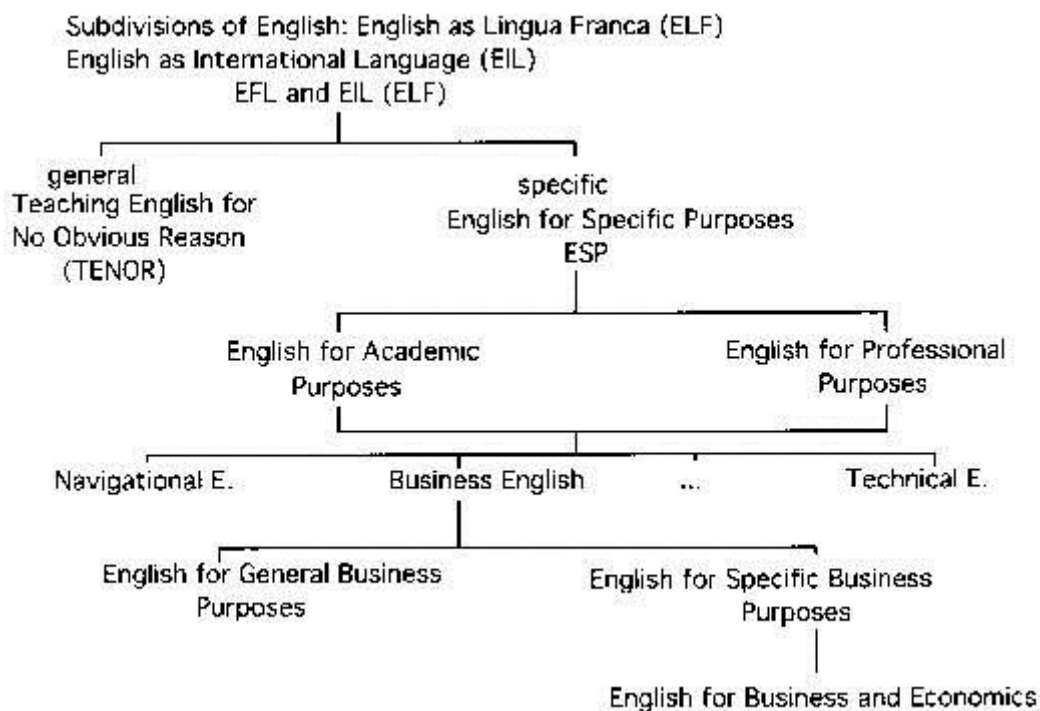 Subdivisions of English: English as Lingua Franca (ELF)
English as International Language (EIL)
EFL and EIL (ELF)
general
Teaching English for
No Obvious Reason
(TENOR)
specific
English for Specific Purposes
ESP
English for Academic
Purposes
English for Professional
Purposes
Navigational E.
Business English
...
Technical E.
English for General Business
Purposes
English for Specific Business
Purposes
English for Business and Economics